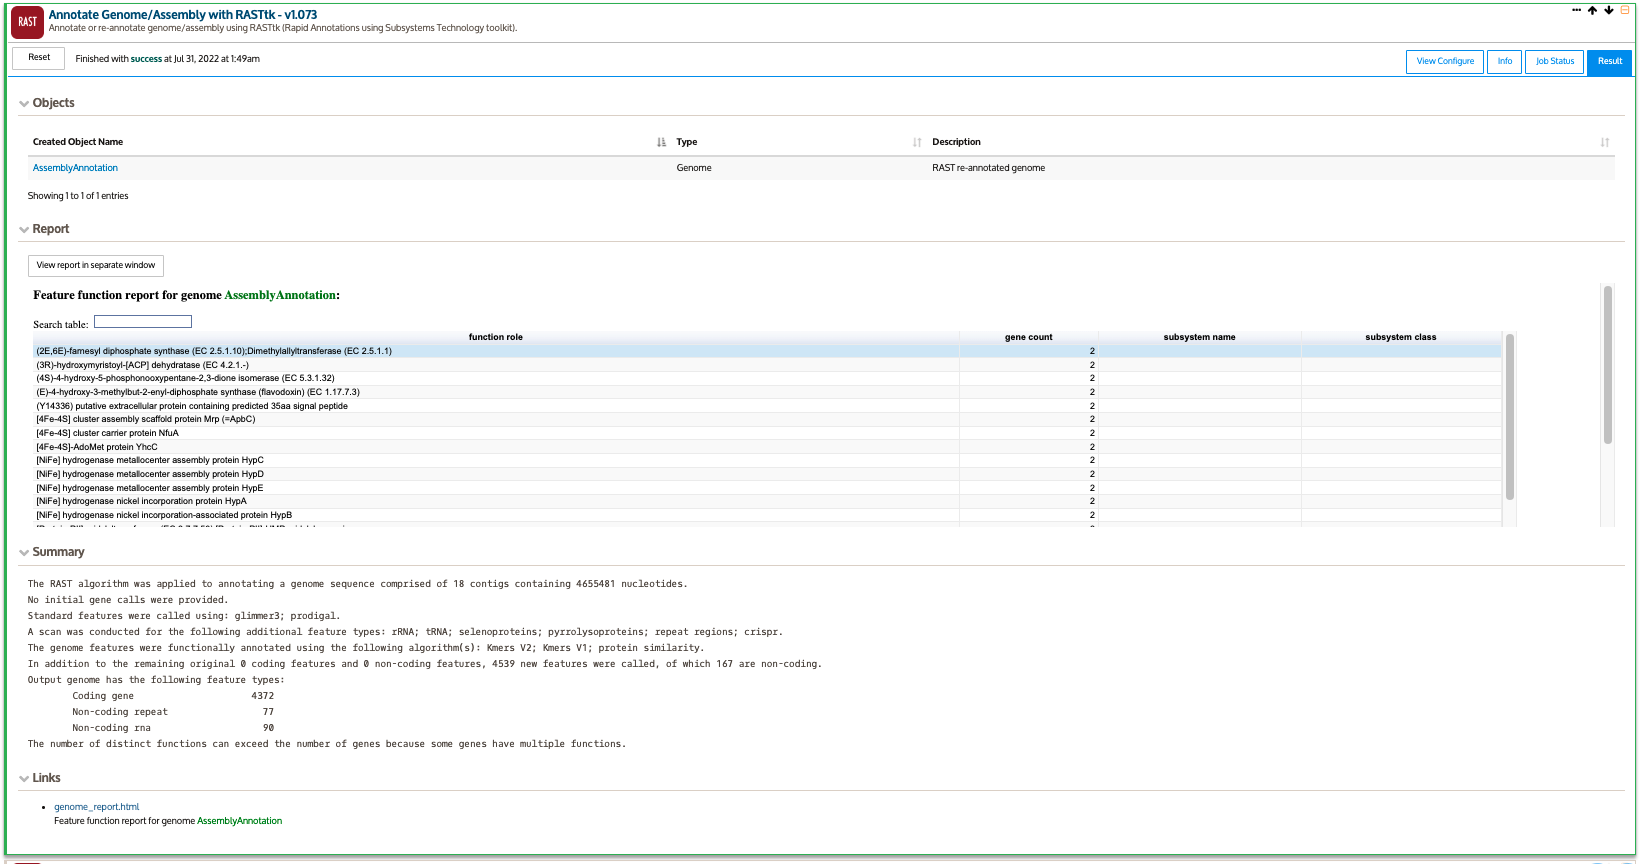 RAST
Annotate Genome/Assembly with RASTtk - v1.073
Annotate or re-annotate genome/assembly using RASTtk (Rapid Annotations using Subsystems Technology toolkit).
Reset
Finished with success at Jul 31, 2022 at 1:49am
View Configure Info Job Status Result
Objects
Created Object Name Type Description
AssemblyAnnotation Genome RAST re-annotated genome
Showing 1 to 1 of 1 entries
Report
View report in separate window
Feature function report for genome AssemblyAnnotation:
Search table:
function role gene count subsystem name subsystem class
(2E,6E)-farnesyl diphosphate synthase (EC 2.5.1.10);Dimethylallyltransferase (EC 2.5.1.1) 2
(3R)-hydroxymyristoyl-[ACP] dehydratase (EC 4.2.1.-) 2
(4S)-4-hydroxy-5-phosphonooxypentane-2,3-dione isomerase (EC 5.3.1.32) 2
(E)-4-hydroxy-3-methylbut-2-enyl-diphosphate synthase (flavodoxin) (EC 1.17.7.3) 2
(Y14336) putative extracellular protein containing predicted 35aa signal peptide 2
[4Fe-4S] cluster assembly scaffold protein Mrp (=ApbC) 2
[4Fe-4S] cluster carrier protein NfuA 2
[4Fe-4S]-AdoMet protein YhcC 2
[NiFe] hydrogenase metallocenter assembly protein HypC 2
[NiFe] hydrogenase metallocenter assembly protein HypD 2
[NiFe] hydrogenase metallocenter assembly protein HypE 2
[NiFe] hydrogenase nickel incorporation protein HypA 2
[NiFe] hydrogenase nickel incorporation-associated protein HypB 2
Summary
The RAST algorithm was applied to annotating a genome sequence comprised of 18 contigs containing 4655481 nucleotides.
No initial gene calls were provided.
Standard features were called using: glimmer3; prodigal.
A scan was conducted for the following additional feature types: rRNA; tRNA; selenoproteins; pyrrolysoproteins; repeat regions; crispr.
The genome features were functionally annotated using the following algorithm(s): Kmers V2; Kmers V1; protein similarity.
In addition to the remaining original 0 coding features and 0 non-coding features, 4539 new features were called, of which 167 are non-coding.
Output genome has the following feature types:
Coding gene 4372
Non-coding repeat 77
Non-coding rna 90
The number of distinct functions can exceed the number of genes because some genes have multiple functions.
Links
• genome_report.html
Feature function report for genome AssemblyAnnotation